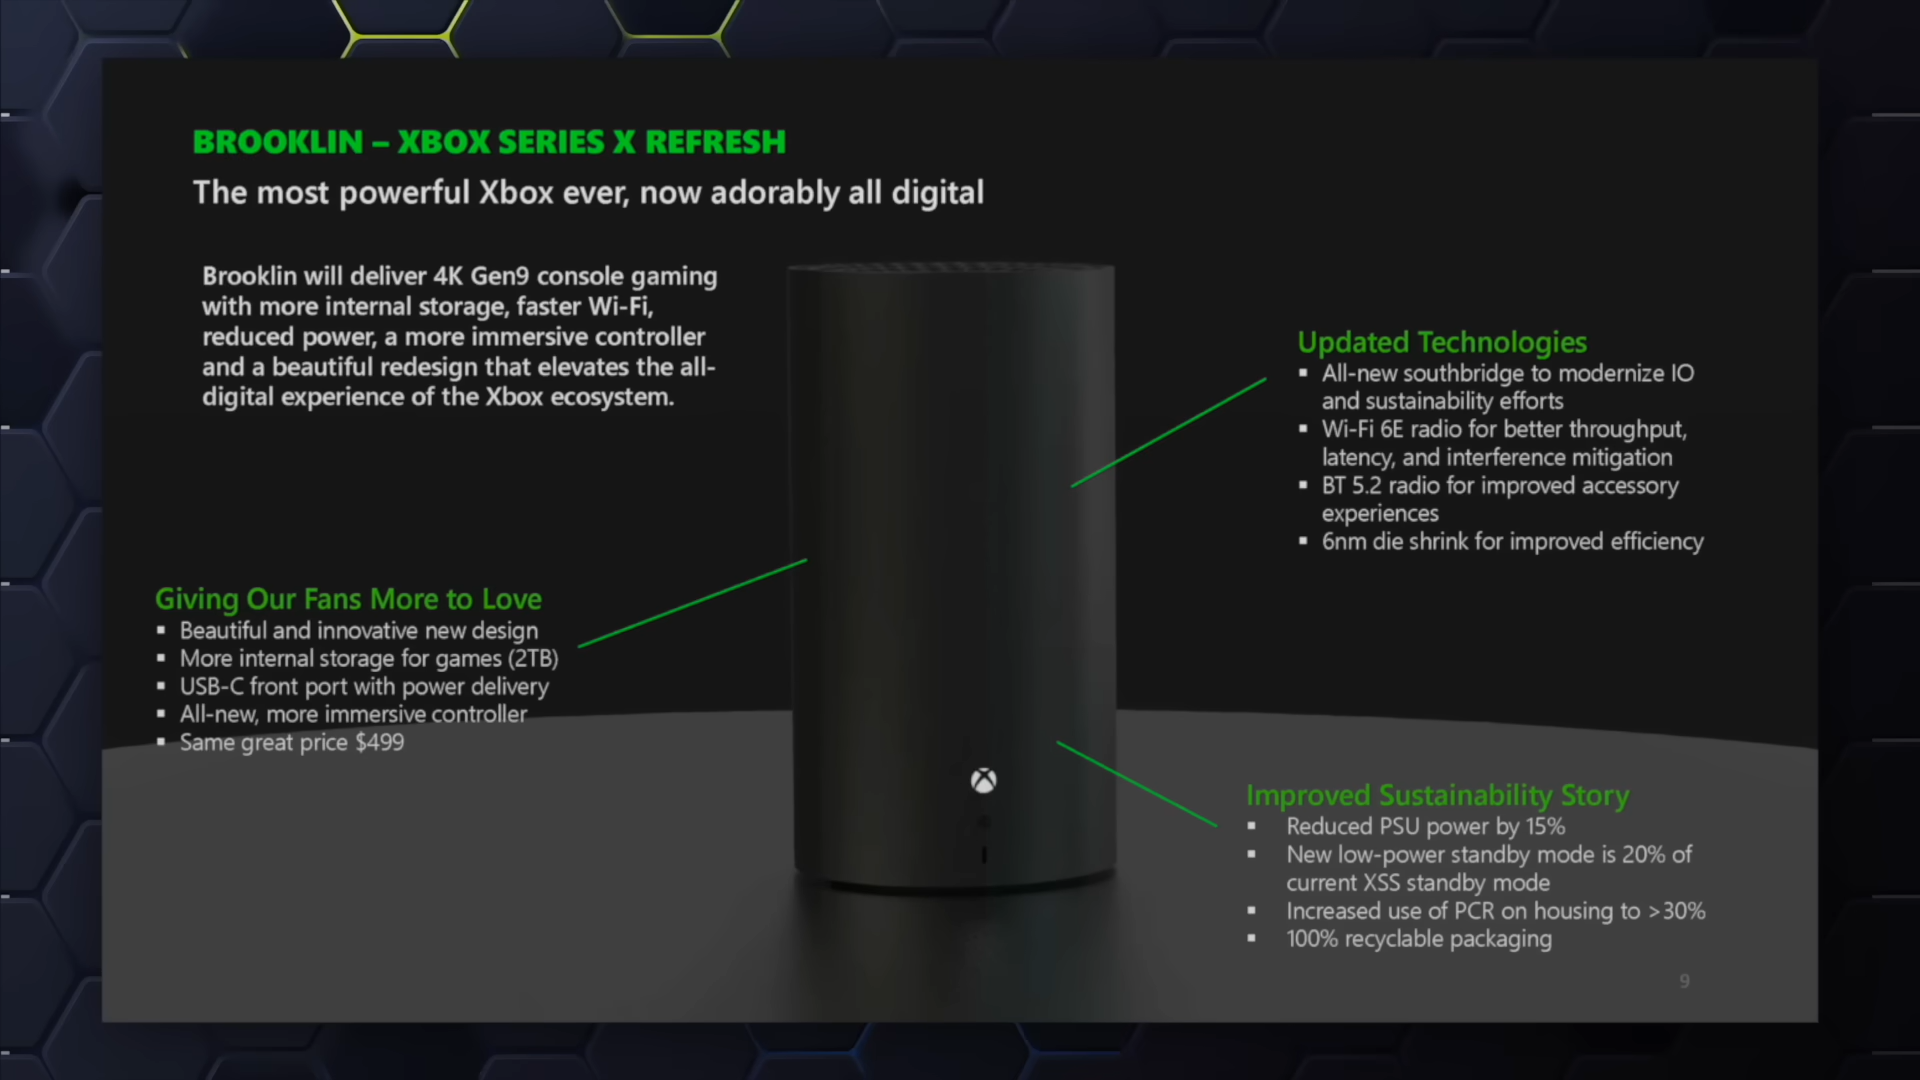 BROOKLIN – XBOX SERIES X REFRESH
The most powerful Xbox ever, now adorably all digital
Brooklin will deliver 4K Gen9 console gaming
with more internal storage, faster Wi-Fi,
reduced power, a more immersive controller
and a beautiful redesign that elevates the all-
digital experience of the Xbox ecosystem.
Giving Our Fans More to Love
▪ Beautiful and innovative new design
▪ More internal storage for games (2TB)
▪ USB-C front port with power delivery
▪ All-new, more immersive controller
▪ Same great price $499
Updated Technologies
▪ All-new southbridge to modernize IO
and sustainability efforts
▪ Wi-Fi 6E radio for better throughput,
latency, and interference mitigation
▪ BT 5.2 radio for improved accessory
experiences
▪ 6nm die shrink for improved efficiency
Improved Sustainability Story
▪ Reduced PSU power by 15%
▪ New low-power standby mode is 20% of
current XSS standby mode
▪ Increased use of PCR on housing to >30%
▪ 100% recyclable packaging
9